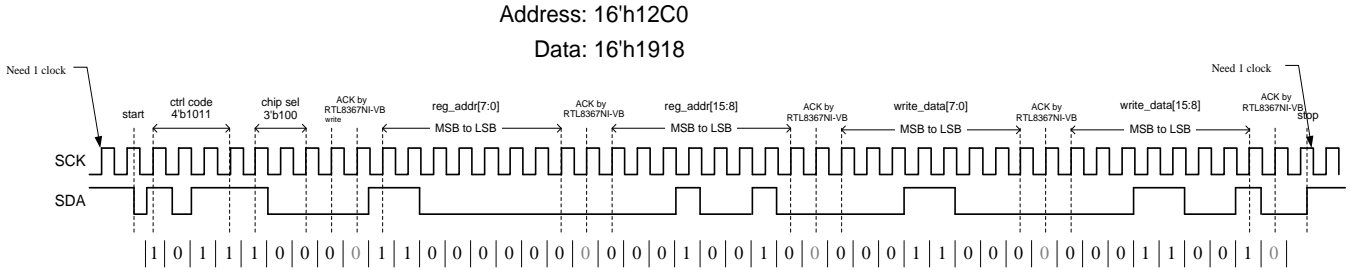 Address: 16'h12C0
Data: 16'h1918
Need 1 clock
Need 1 clock
start
ctrl code
4'b1011
chip sel
3'b100
ACK by
RTL8367NI-VB
write
reg_addr[7:0]
MSB to LSB
ACK by
RTL8367NI-VB
reg_addr[15:8]
MSB to LSB
ACK by
RTL8367NI-VB
write_data[7:0]
MSB to LSB
ACK by
RTL8367NI-VB
write_data[15:8]
MSB to LSB
ACK by
RTL8367NI-VB
stop
SCK
SDA
1 0 1 1 1 0 0 0 0 1 1 0 0 0 0 0 0 0 0 0 0 1 0 0 1 0 0 0 0 0 1 1 0 0 0 0 0 0 0 1 1 0 0 1 0